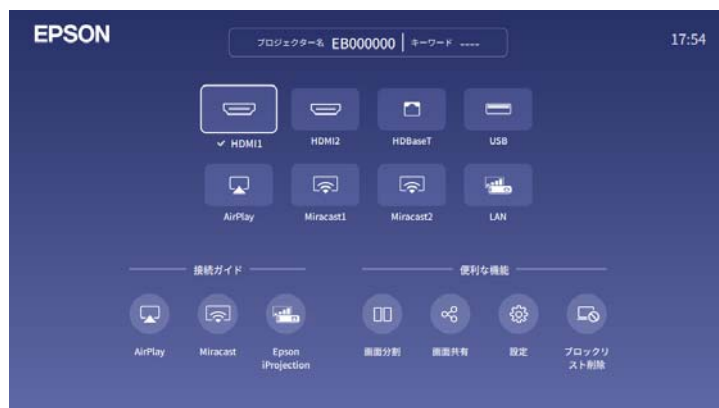 EPSON
プロジェクター名 EB000000 | キーワード ----
17:54
✓ HDMI1
HDMI2
HDBaseT
USB
AirPlay
Miracast1
Miracast2
LAN
接続ガイド
便利な機能
AirPlay
Miracast
Epson
iProjection
画面分割
画面共有
設定
ブロックリ
スト削除